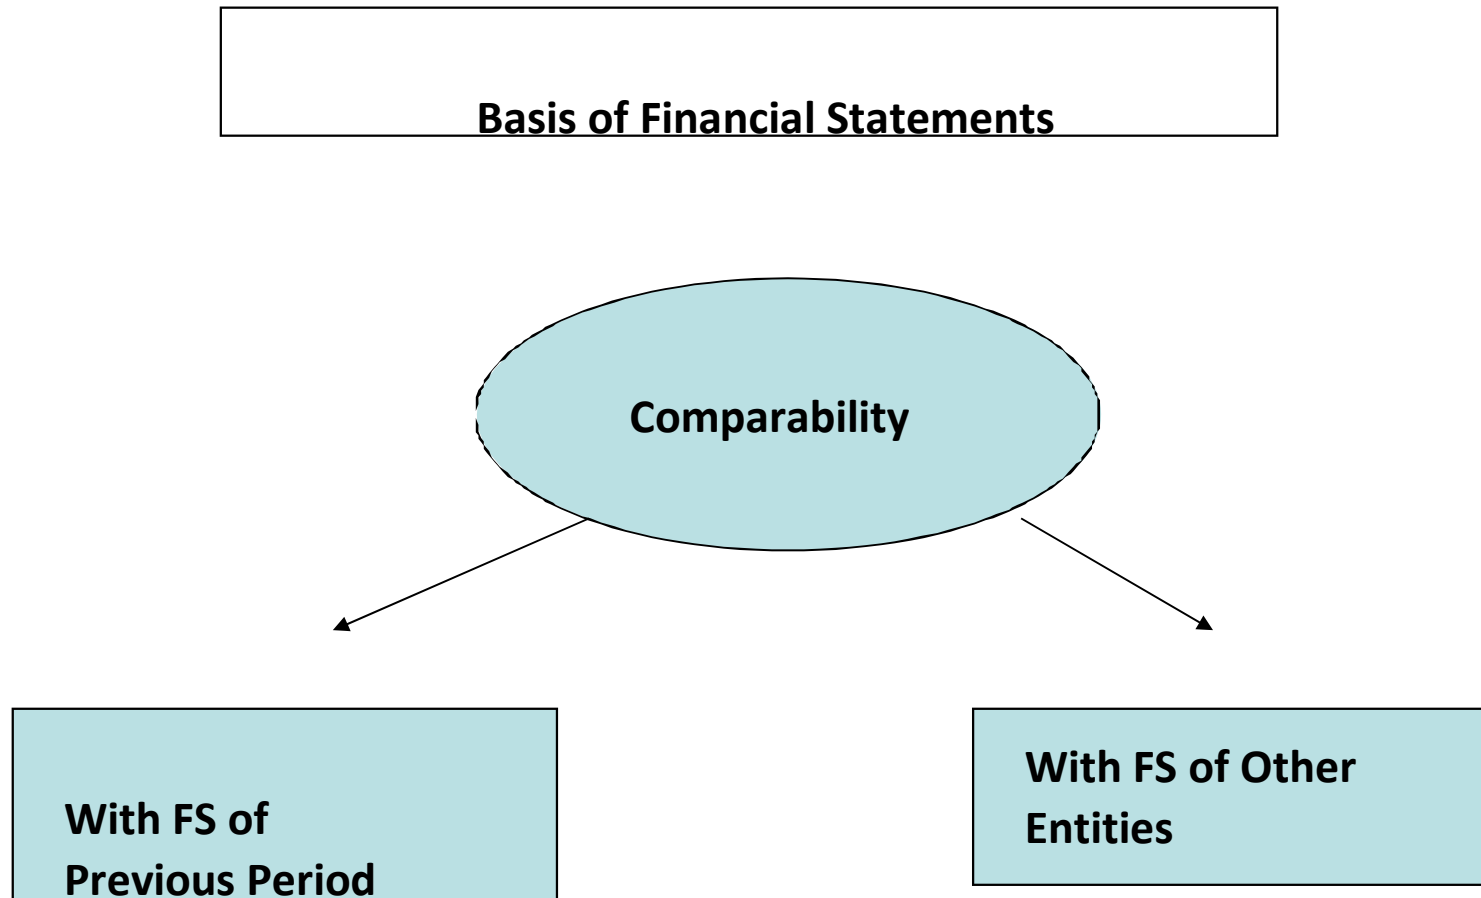 Basis of Financial Statements
Comparability
With FS of
Previous Period
With FS of Other
Entities